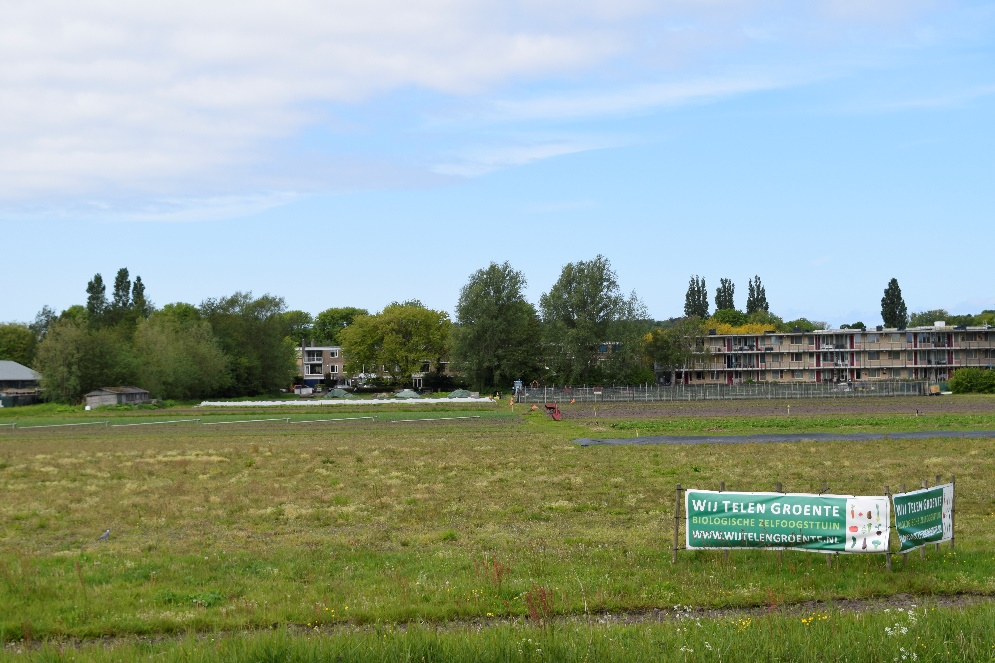 WIJ TELEN GROENTE
BIOLOGISCHE ZELFOOGSTTUIN
WWW.WIJTELENGROENTE.NL
WIJ TELEN GROENTE